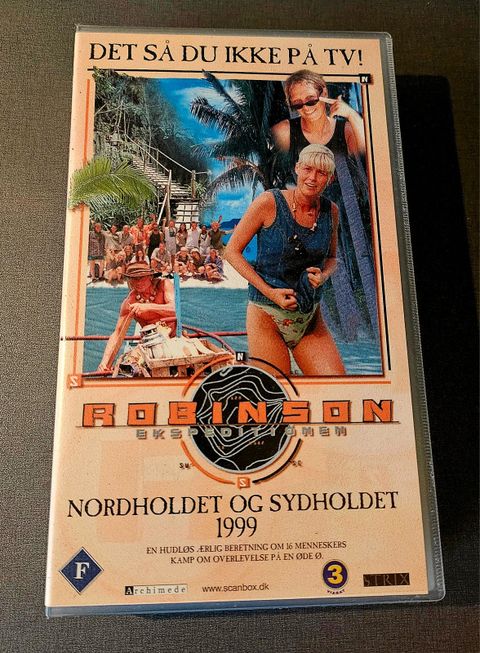 DET SÅ DU IKKE PÅ TV!
N
N
S
ROBINSON
EKSPEDITIONEN
S
NORDHOLDET OG SYDHOLDET
1999
EN HUDLØS ÆRLIG BERETNING OM 16 MENNESKERS
KAMP OM OVERLEVELSE PÅ EN ØDE Ø.
F
Archimede
www.scanbox.dk
3
VIASAT
STRIX